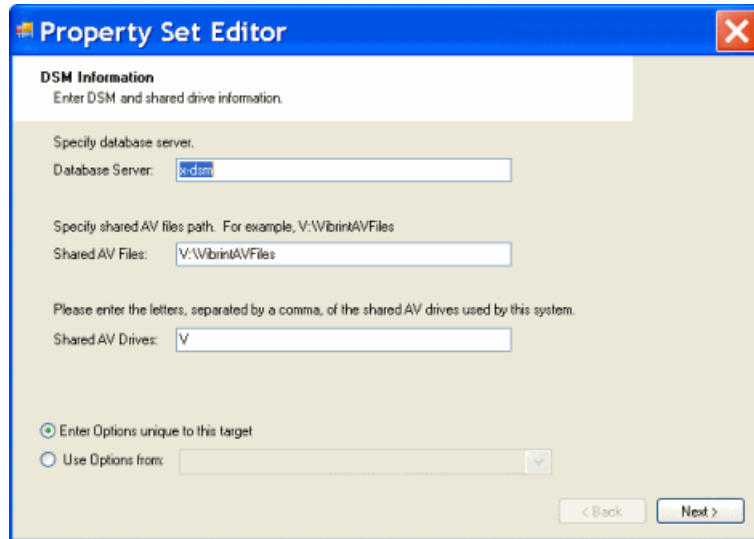 Property Set Editor
DSM Information
Enter DSM and shared drive information.
Specify database server.
Database Server: x-dsm
Specify shared AV files path. For example, V:\VibrintAVFiles
Shared AV Files: V:\VibrintAVFiles
Please enter the letters, separated by a comma, of the shared AV drives used by this system.
Shared AV Drives: V
Enter Options unique to this target
Use Options from:
< Back Next >